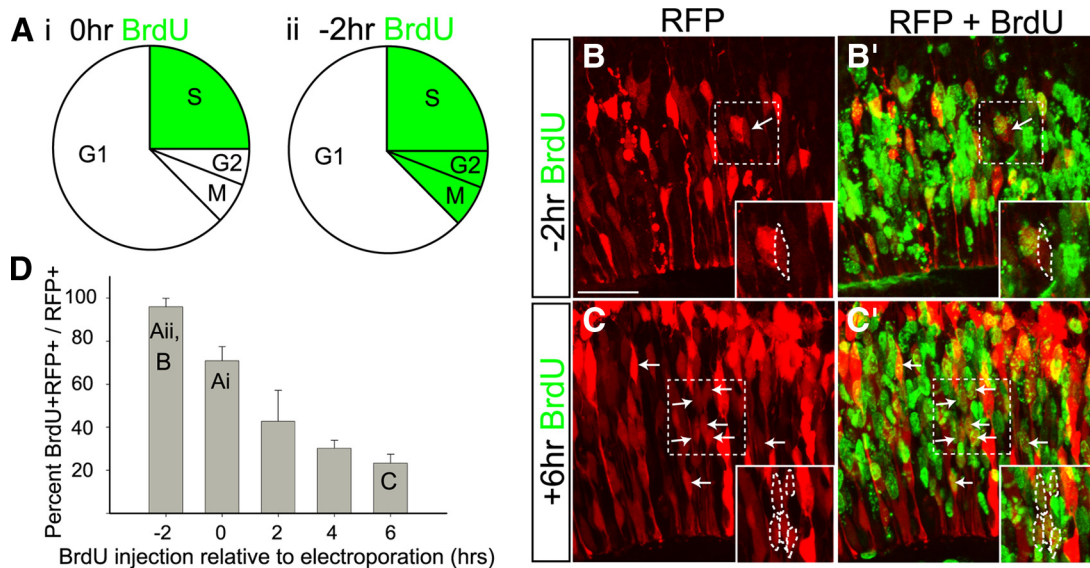 A i 0hr BrdU
S
G1
G2
M
ii -2hr BrdU
S
G1
G2
M
RFP
RFP + BrdU
-2hr BrdU
B
B'
+6hr BrdU
C
C'
D
Percent BrdU+RFP+ / RFP+
100
80
60
40
20
Aii,
B
Ai
C
-2 0 2 4 6
BrdU injection relative to electroporation (hrs)